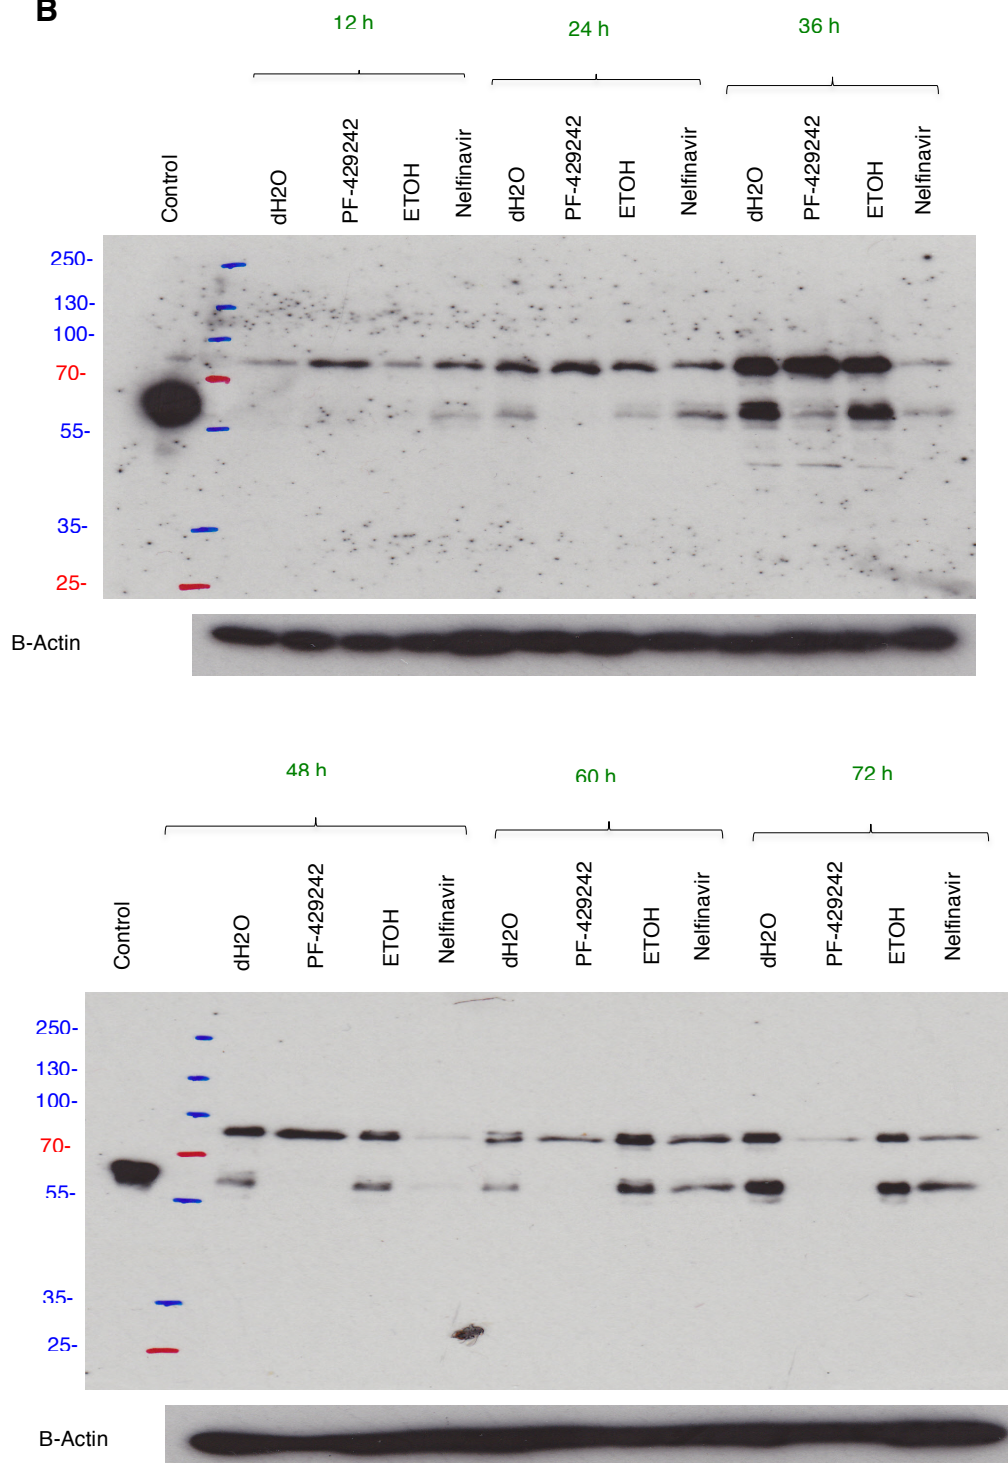 B
12 h
24 h
36 h
Control
dH2O
PF-429242
ETOH
Nelfinavir
dH2O
PF-429242
ETOH
Nelfinavir
dH2O
PF-429242
ETOH
Nelfinavir
250-
130-
100-
70-
55-
35-
25-
B-Actin
48 h
60 h
72 h
Control
dH2O
PF-429242
ETOH
Nelfinavir
dH2O
PF-429242
ETOH
Nelfinavir
dH2O
PF-429242
ETOH
Nelfinavir
250-
130-
100-
70-
55-
35-
25-
B-Actin